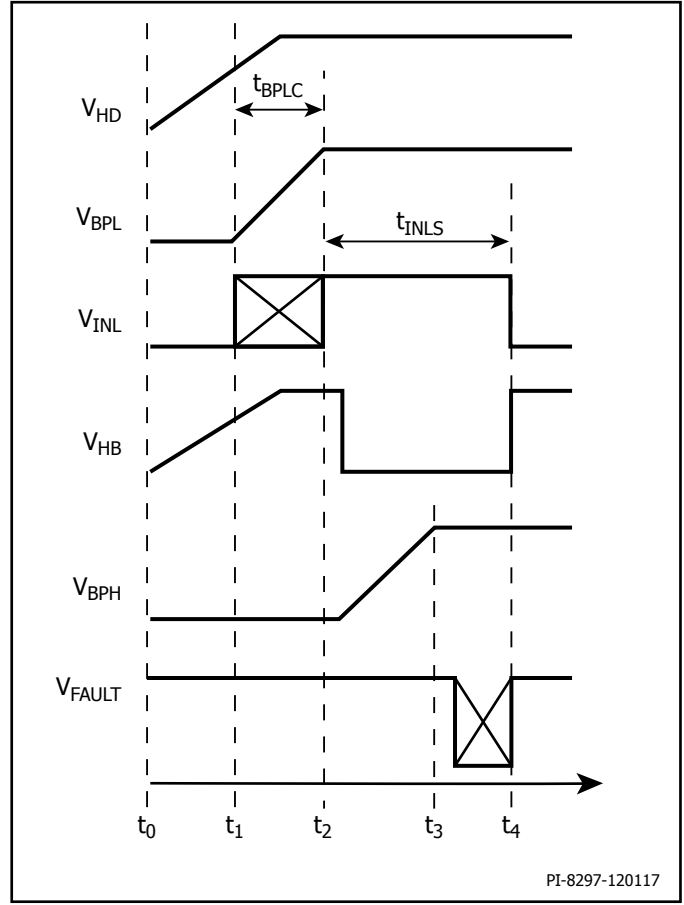 t_BPLC
V_HD
V_BPL
t_INLS
V_INL
V_HB
V_BPH
V_FAULT
t_0 t_1 t_2 t_3 t_4
PI-8297-120117